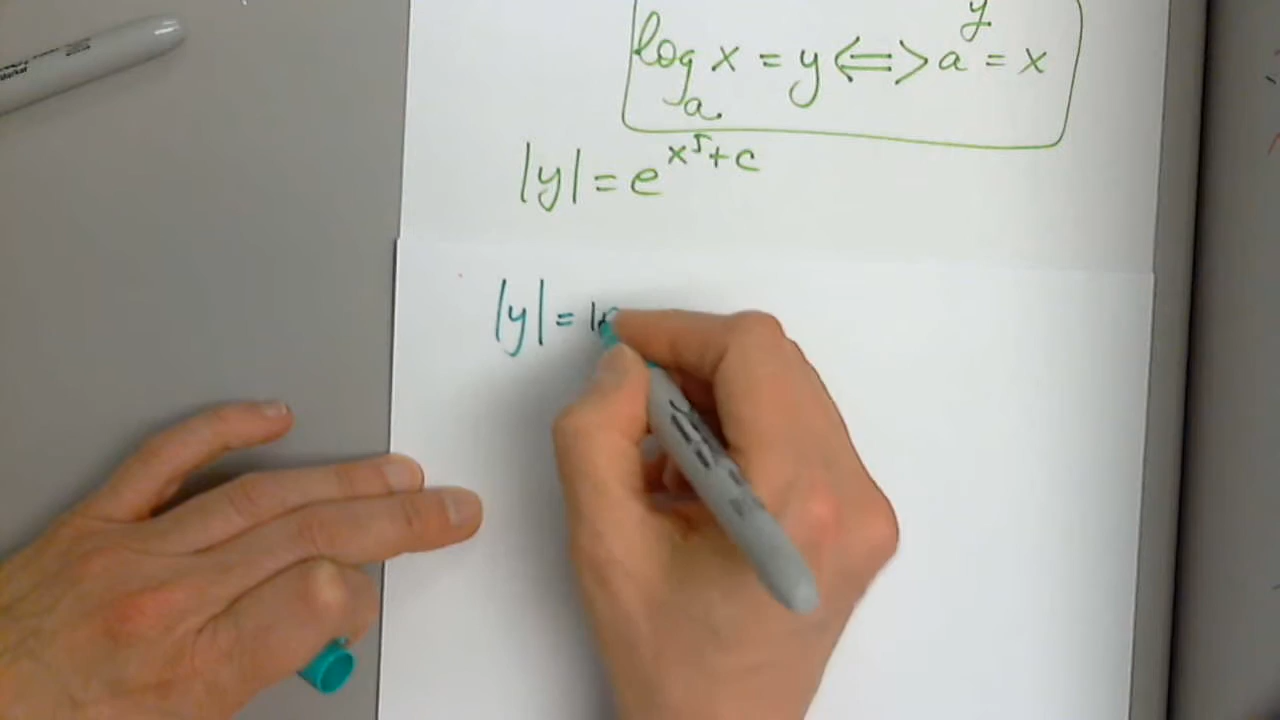 log_a x = y <=> a^y = x
|y| = e^(x^5 + c)
|y| =